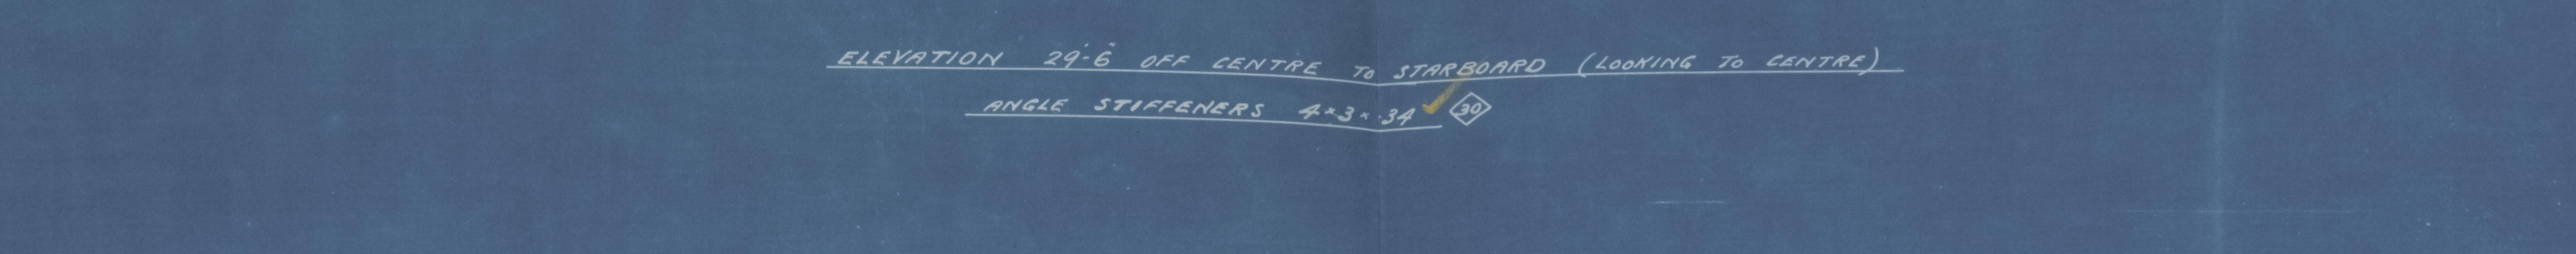 ELEVATION 29'-6" OFF CENTRE TO STARBOARD (LOOKING TO CENTRE)
ANGLE STIFFENERS 4×3×.34 ✓ 30